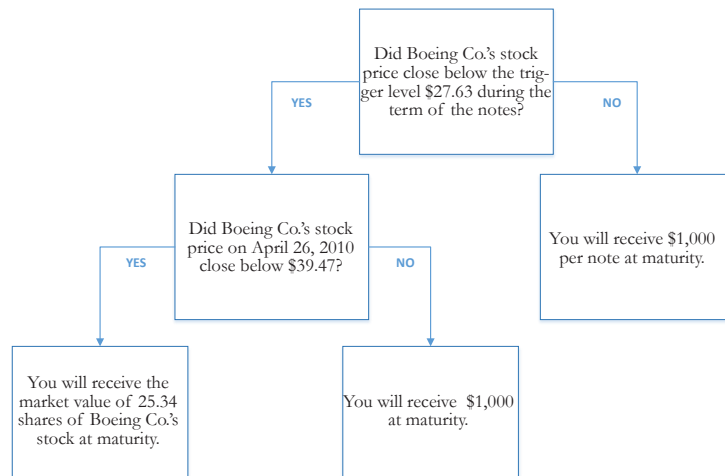 Did Boeing Co.'s stock
price close below the trig-
ger level $27.63 during the
term of the notes?
YES
NO
Did Boeing Co.'s stock
price on April 26, 2010
close below $39.47?
You will receive $1,000
per note at maturity.
YES
NO
You will receive the
market value of 25.34
shares of Boeing Co.'s
stock at maturity.
You will receive $1,000
at maturity.